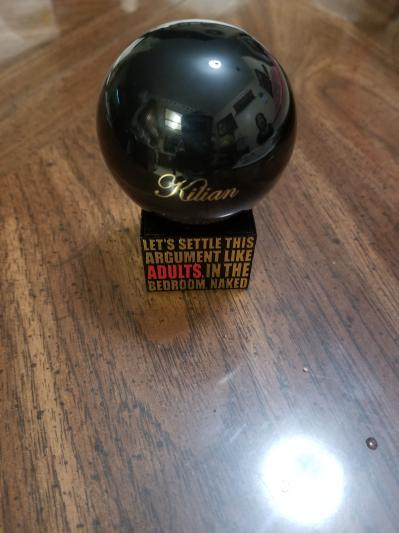 Kilian
LET'S SETTLE THIS
ARGUMENT LIKE
ADULTS, IN THE
BEDROOM, NAKED